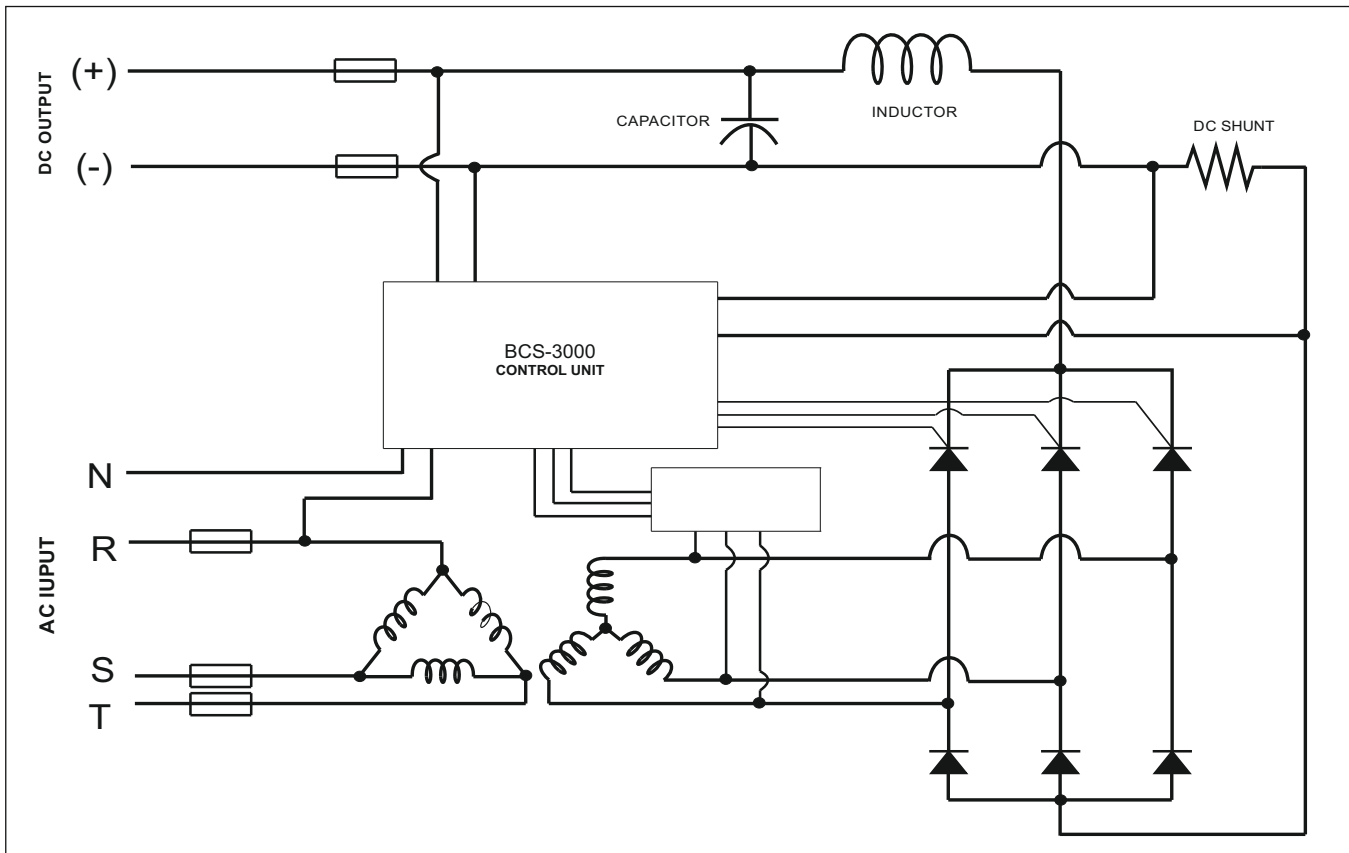 DC OUTPUT
(+)
(-)
CAPACITOR
INDUCTOR
DC SHUNT
BCS-3000
CONTROL UNIT
AC IUPUT
N
R
S
T